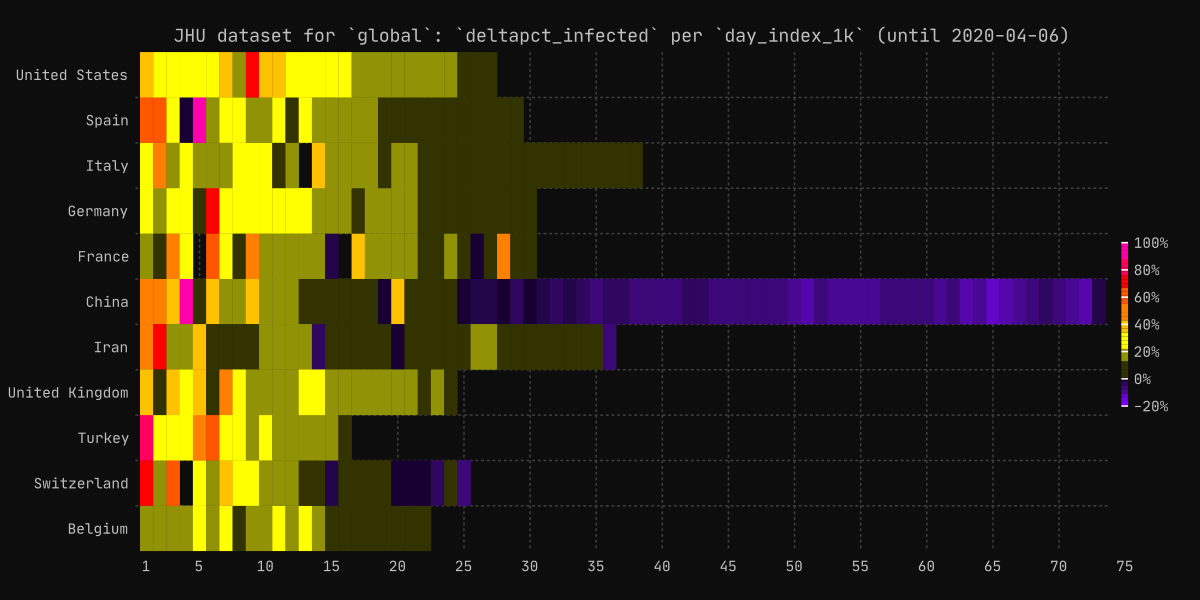 JHU dataset for `global`: `deltapct_infected` per `day_index_1k` (until 2020-04-06)
United States
Spain
Italy
Germany
France
China
Iran
United Kingdom
Turkey
Switzerland
Belgium
100%
80%
60%
40%
20%
0%
-20%
1 5 10 15 20 25 30 35 40 45 50 55 60 65 70 75